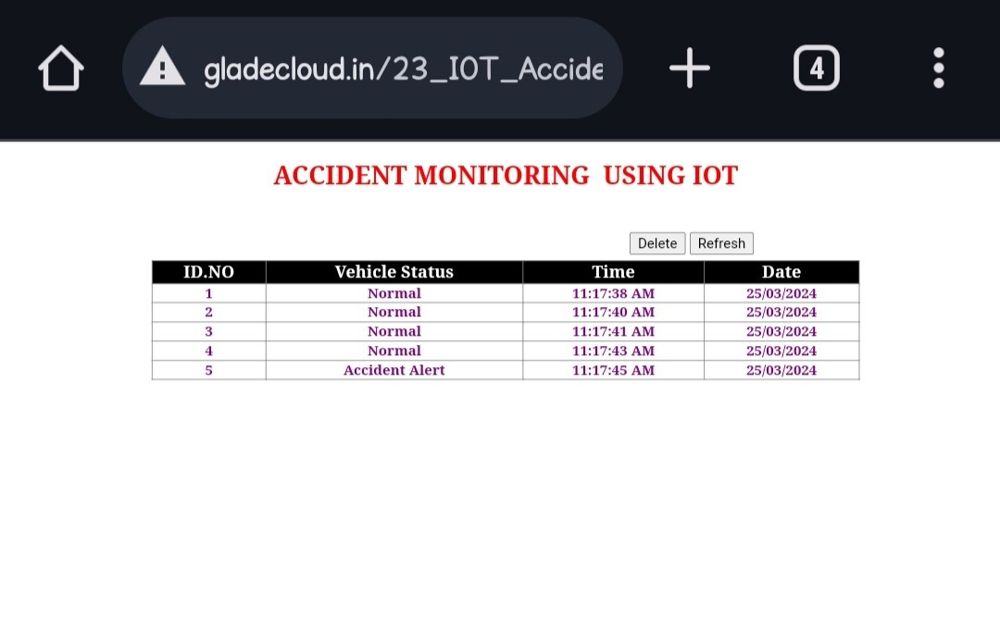 gladecloud.in/23_IOT_Accide
4
ACCIDENT MONITORING USING IOT
Delete Refresh
ID.NO Vehicle Status Time Date
1 Normal 11:17:38 AM 25/03/2024
2 Normal 11:17:40 AM 25/03/2024
3 Normal 11:17:41 AM 25/03/2024
4 Normal 11:17:43 AM 25/03/2024
5 Accident Alert 11:17:45 AM 25/03/2024